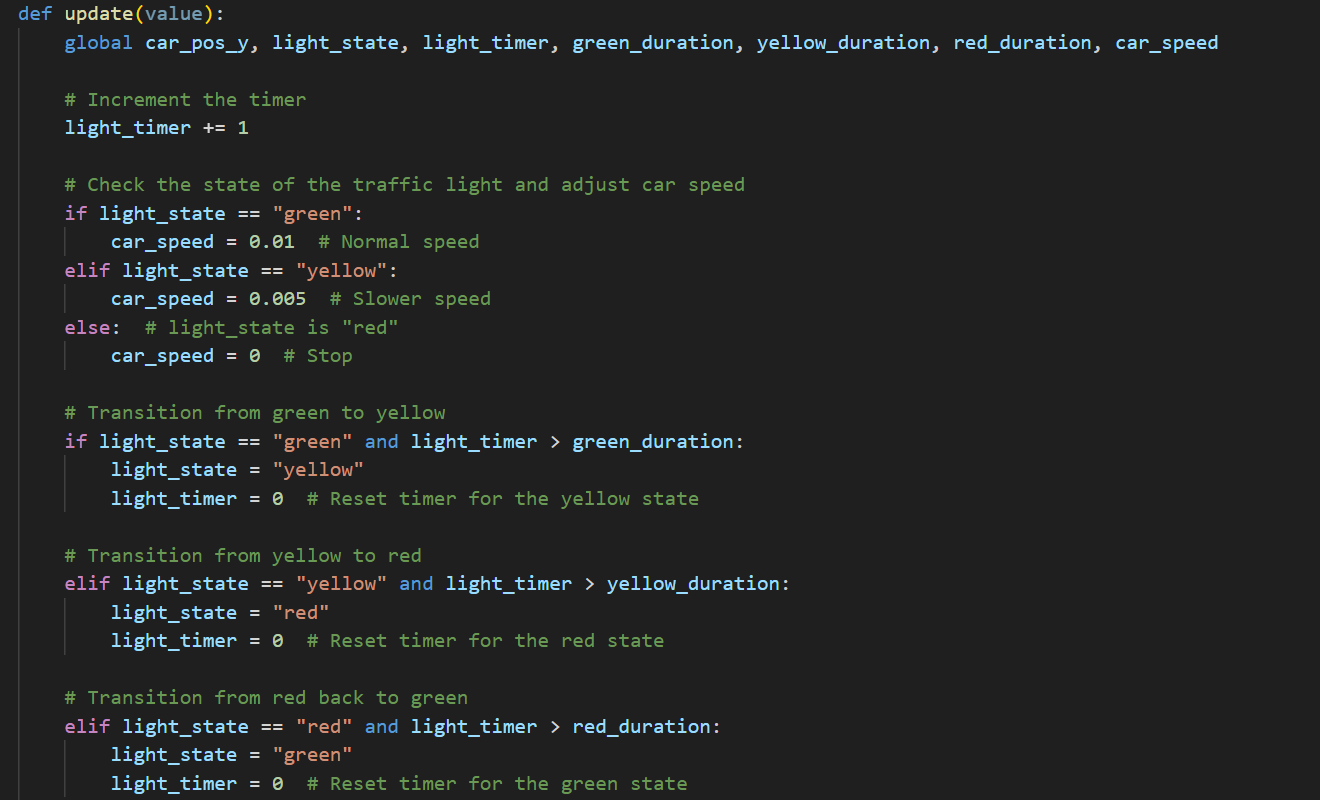 def update(value):
    global car_pos_y, light_state, light_timer, green_duration, yellow_duration, red_duration, car_speed

    # Increment the timer
    light_timer += 1

    # Check the state of the traffic light and adjust car speed
    if light_state == "green":
        car_speed = 0.01  # Normal speed
    elif light_state == "yellow":
        car_speed = 0.005  # Slower speed
    else:  # light_state is "red"
        car_speed = 0  # Stop

    # Transition from green to yellow
    if light_state == "green" and light_timer > green_duration:
        light_state = "yellow"
        light_timer = 0  # Reset timer for the yellow state

    # Transition from yellow to red
    elif light_state == "yellow" and light_timer > yellow_duration:
        light_state = "red"
        light_timer = 0  # Reset timer for the red state

    # Transition from red back to green
    elif light_state == "red" and light_timer > red_duration:
        light_state = "green"
        light_timer = 0  # Reset timer for the green state